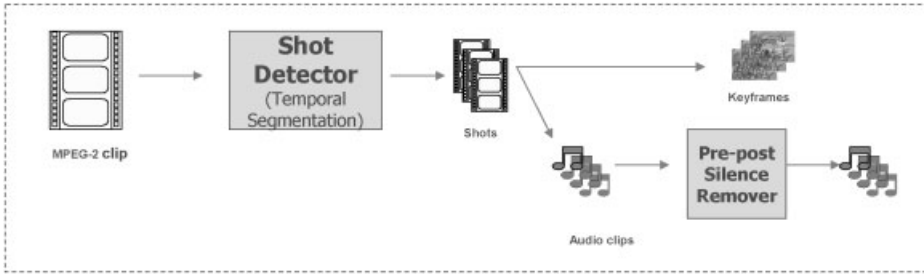 Shot
Detector
(Temporal
Segmentation)
MPEG-2 clip
Shots
Keyframes
Audio clips
Pre-post
Silence
Remover